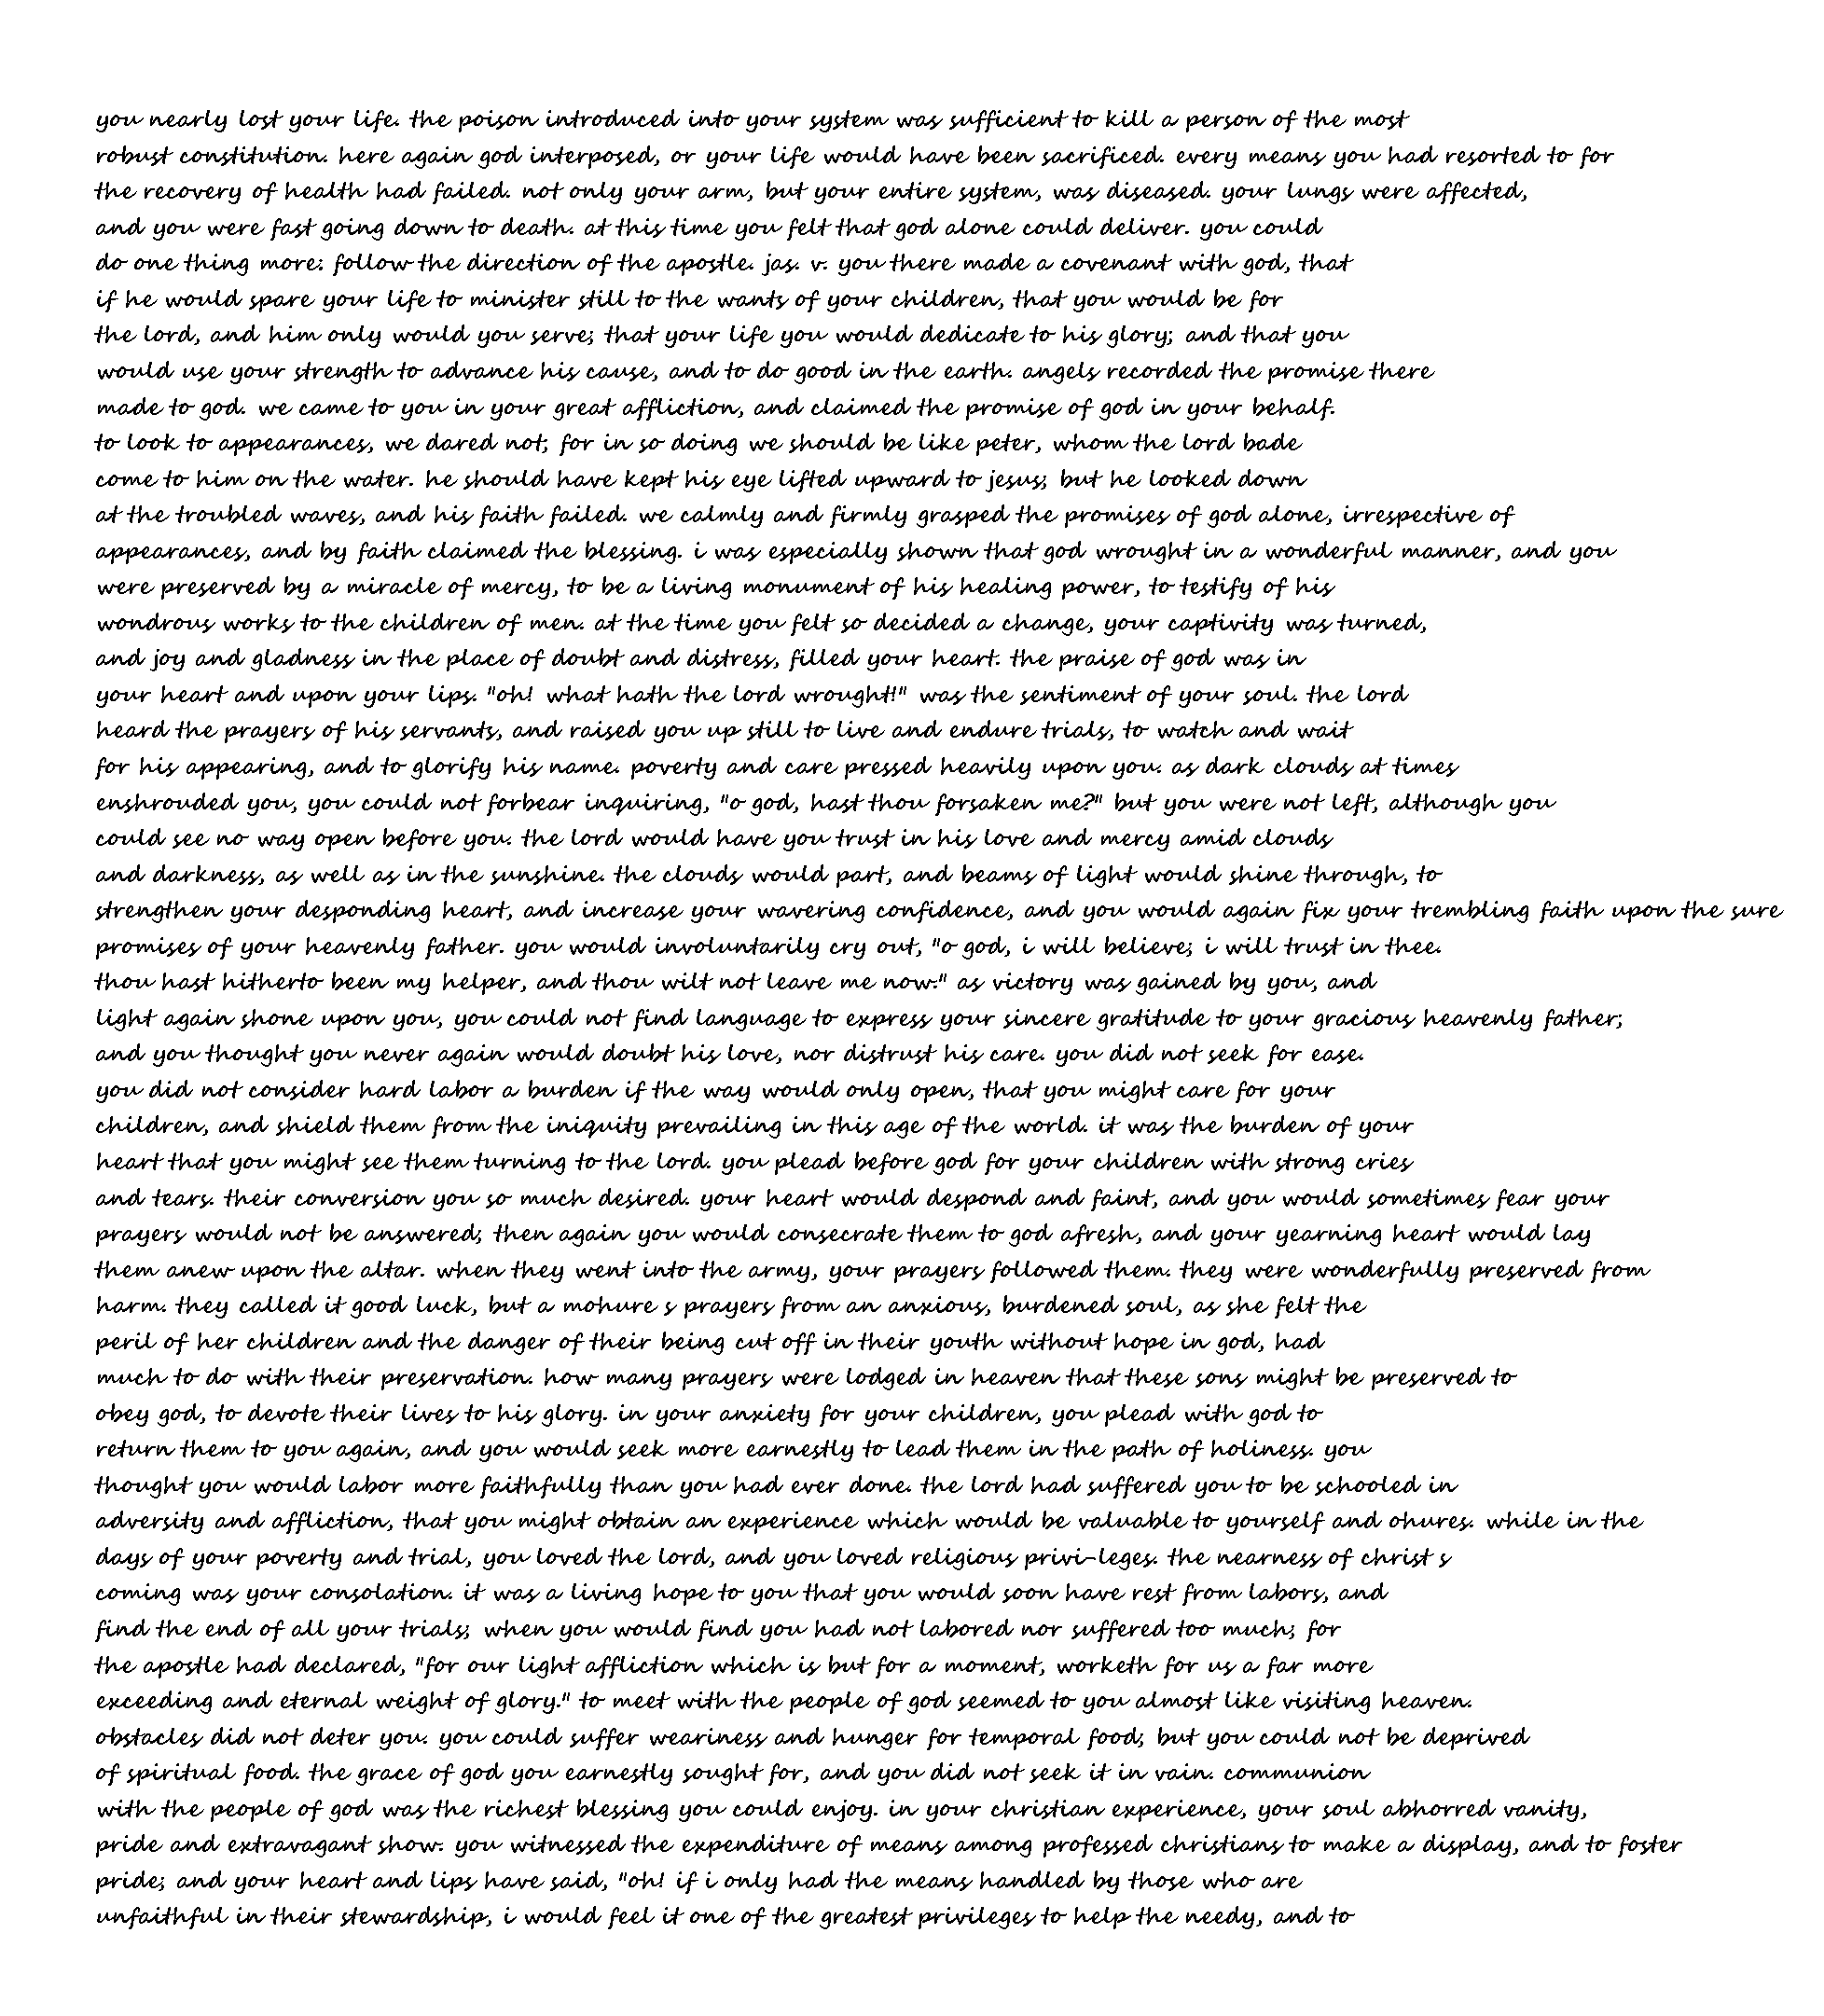 you nearly lost your life. the poison introduced into your system was sufficient to kill a person of the most
robust constitution. here again god interposed, or your life would have been sacrificed. every means you had resorted to for
the recovery of health had failed. not only your arm, but your entire system, was diseased. your lungs were affected,
and you were fast going down to death. at this time you felt that god alone could deliver. you could
do one thing more: follow the direction of the apostle. jas. v. you there made a covenant with god, that
if he would spare your life to minister still to the wants of your children, that you would be for
the lord, and him only would you serve; that your life you would dedicate to his glory; and that you
would use your strength to advance his cause, and to do good in the earth. angels recorded the promise there
made to god. we came to you in your great affliction, and claimed the promise of god in your behalf.
to look to appearances, we dared not; for in so doing we should be like peter, whom the lord bade
come to him on the water. he should have kept his eye lifted upward to jesus; but he looked down
at the troubled waves, and his faith failed. we calmly and firmly grasped the promises of god alone, irrespective of
appearances, and by faith claimed the blessing. i was especially shown that god wrought in a wonderful manner, and you
were preserved by a miracle of mercy, to be a living monument of his healing power, to testify of his
wondrous works to the children of men. at the time you felt so decided a change, your captivity was turned,
and joy and gladness in the place of doubt and distress, filled your heart. the praise of god was in
your heart and upon your lips. "oh! what hath the lord wrought!" was the sentiment of your soul. the lord
heard the prayers of his servants, and raised you up still to live and endure trials, to watch and wait
for his appearing, and to glorify his name. poverty and care pressed heavily upon you. as dark clouds at times
enshrouded you, you could not forbear inquiring, "o god, hast thou forsaken me?" but you were not left, although you
could see no way open before you. the lord would have you trust in his love and mercy amid clouds
and darkness, as well as in the sunshine. the clouds would part, and beams of light would shine through, to
strengthen your desponding heart, and increase your wavering confidence, and you would again fix your trembling faith upon the sure
promises of your heavenly father. you would involuntarily cry out, "o god, i will believe; i will trust in thee.
thou hast hitherto been my helper, and thou wilt not leave me now." as victory was gained by you, and
light again shone upon you, you could not find language to express your sincere gratitude to your gracious heavenly father;
and you thought you never again would doubt his love, nor distrust his care. you did not seek for ease.
you did not consider hard labor a burden if the way would only open, that you might care for your
children, and shield them from the iniquity prevailing in this age of the world. it was the burden of your
heart that you might see them turning to the lord. you plead before god for your children with strong cries
and tears. their conversion you so much desired. your heart would despond and faint, and you would sometimes fear your
prayers would not be answered; then again you would consecrate them to god afresh, and your yearning heart would lay
them anew upon the altar. when they went into the army, your prayers followed them. they were wonderfully preserved from
harm. they called it good luck, but a mohure s prayers from an anxious, burdened soul, as she felt the
peril of her children and the danger of their being cut off in their youth without hope in god, had
much to do with their preservation. how many prayers were lodged in heaven that these sons might be preserved to
obey god, to devote their lives to his glory. in your anxiety for your children, you plead with god to
return them to you again, and you would seek more earnestly to lead them in the path of holiness. you
thought you would labor more faithfully than you had ever done. the lord had suffered you to be schooled in
adversity and affliction, that you might obtain an experience which would be valuable to yourself and ohures. while in the
days of your poverty and trial, you loved the lord, and you loved religious privi-leges. the nearness of christ s
coming was your consolation. it was a living hope to you that you would soon have rest from labors, and
find the end of all your trials; when you would find you had not labored nor suffered too much; for
the apostle had declared, "for our light affliction which is but for a moment, worketh for us a far more
exceeding and eternal weight of glory." to meet with the people of god seemed to you almost like visiting heaven.
obstacles did not deter you. you could suffer weariness and hunger for temporal food; but you could not be deprived
of spiritual food. the grace of god you earnestly sought for, and you did not seek it in vain. communion
with the people of god was the richest blessing you could enjoy. in your christian experience, your soul abhorred vanity,
pride and extravagant show. you witnessed the expenditure of means among professed christians to make a display, and to foster
pride; and your heart and lips have said, "oh! if i only had the means handled by those who are
unfaithful in their stewardship, i would feel it one of the greatest privileges to help the needy, and to